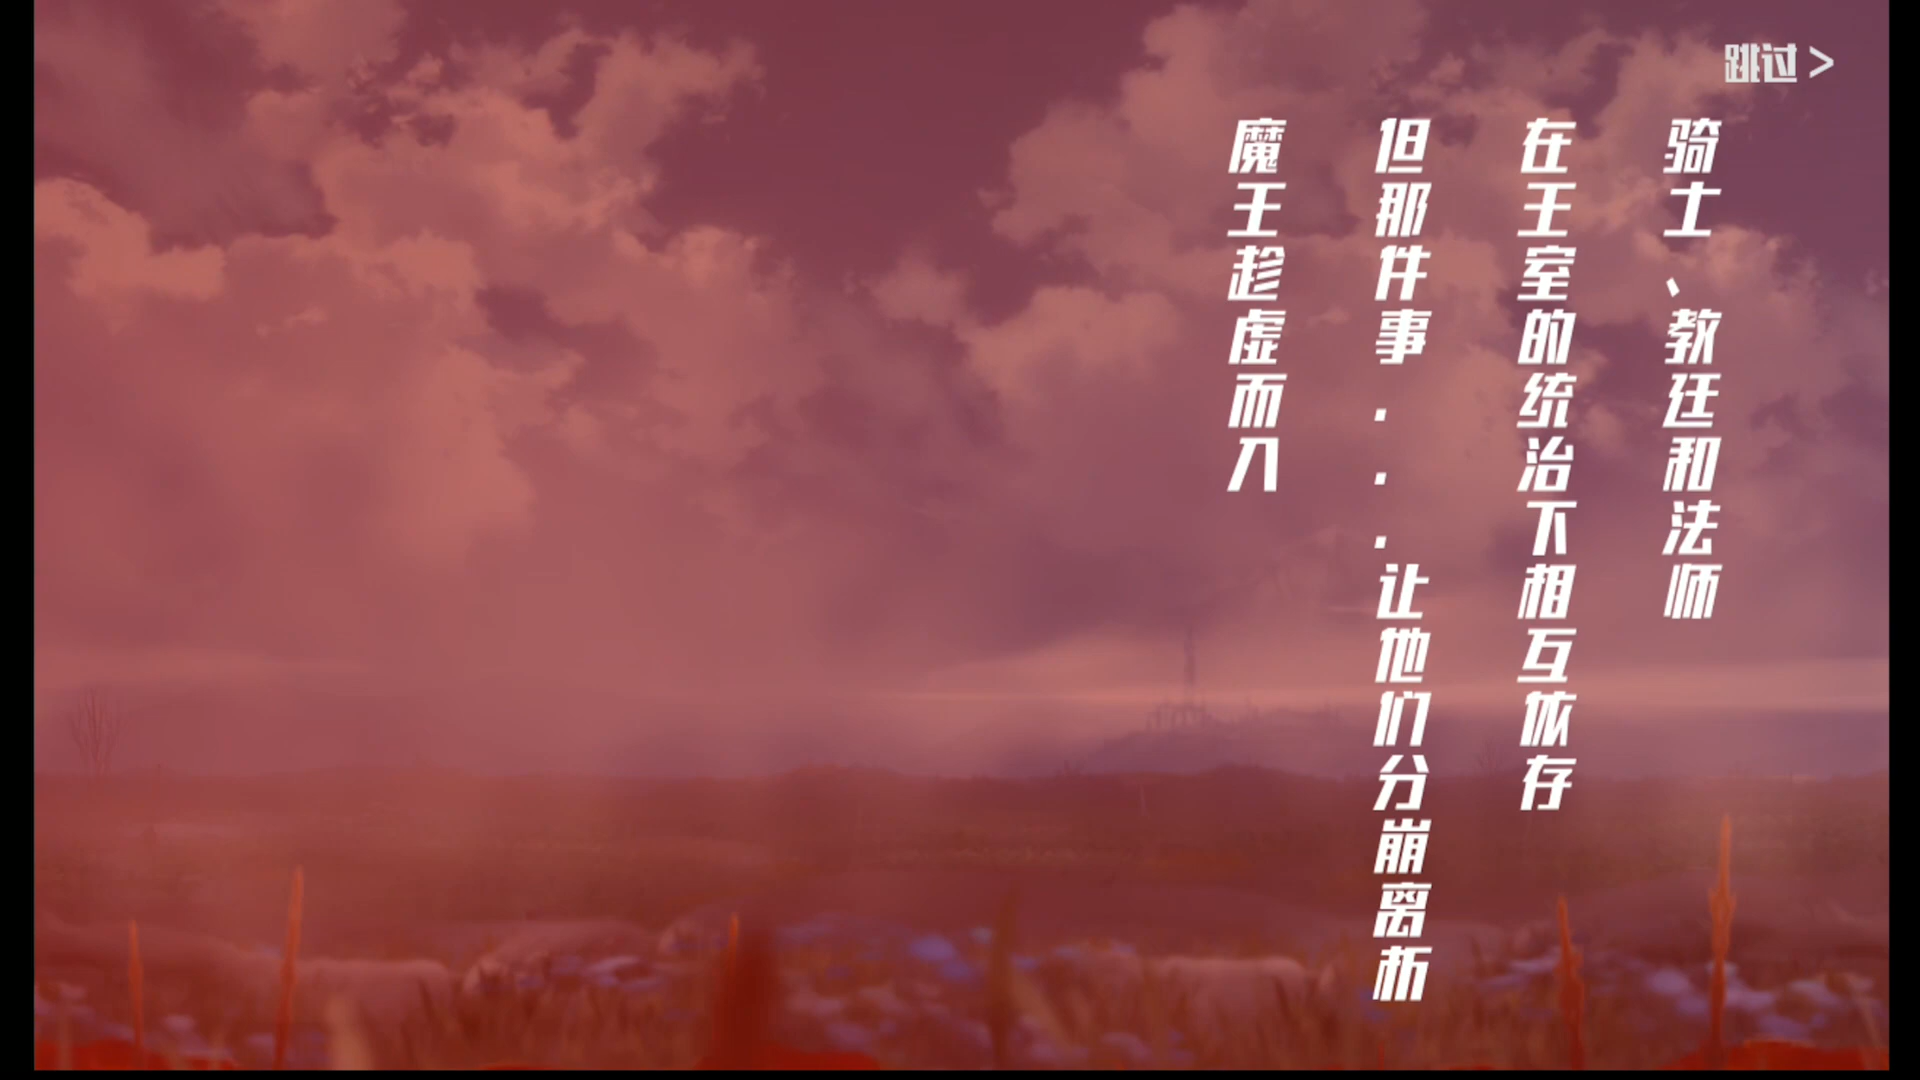 跳过 >
骑士、教廷和法师
在王室的统治下相互依存
但那件事...让他们分崩离析
魔王趁虚而入